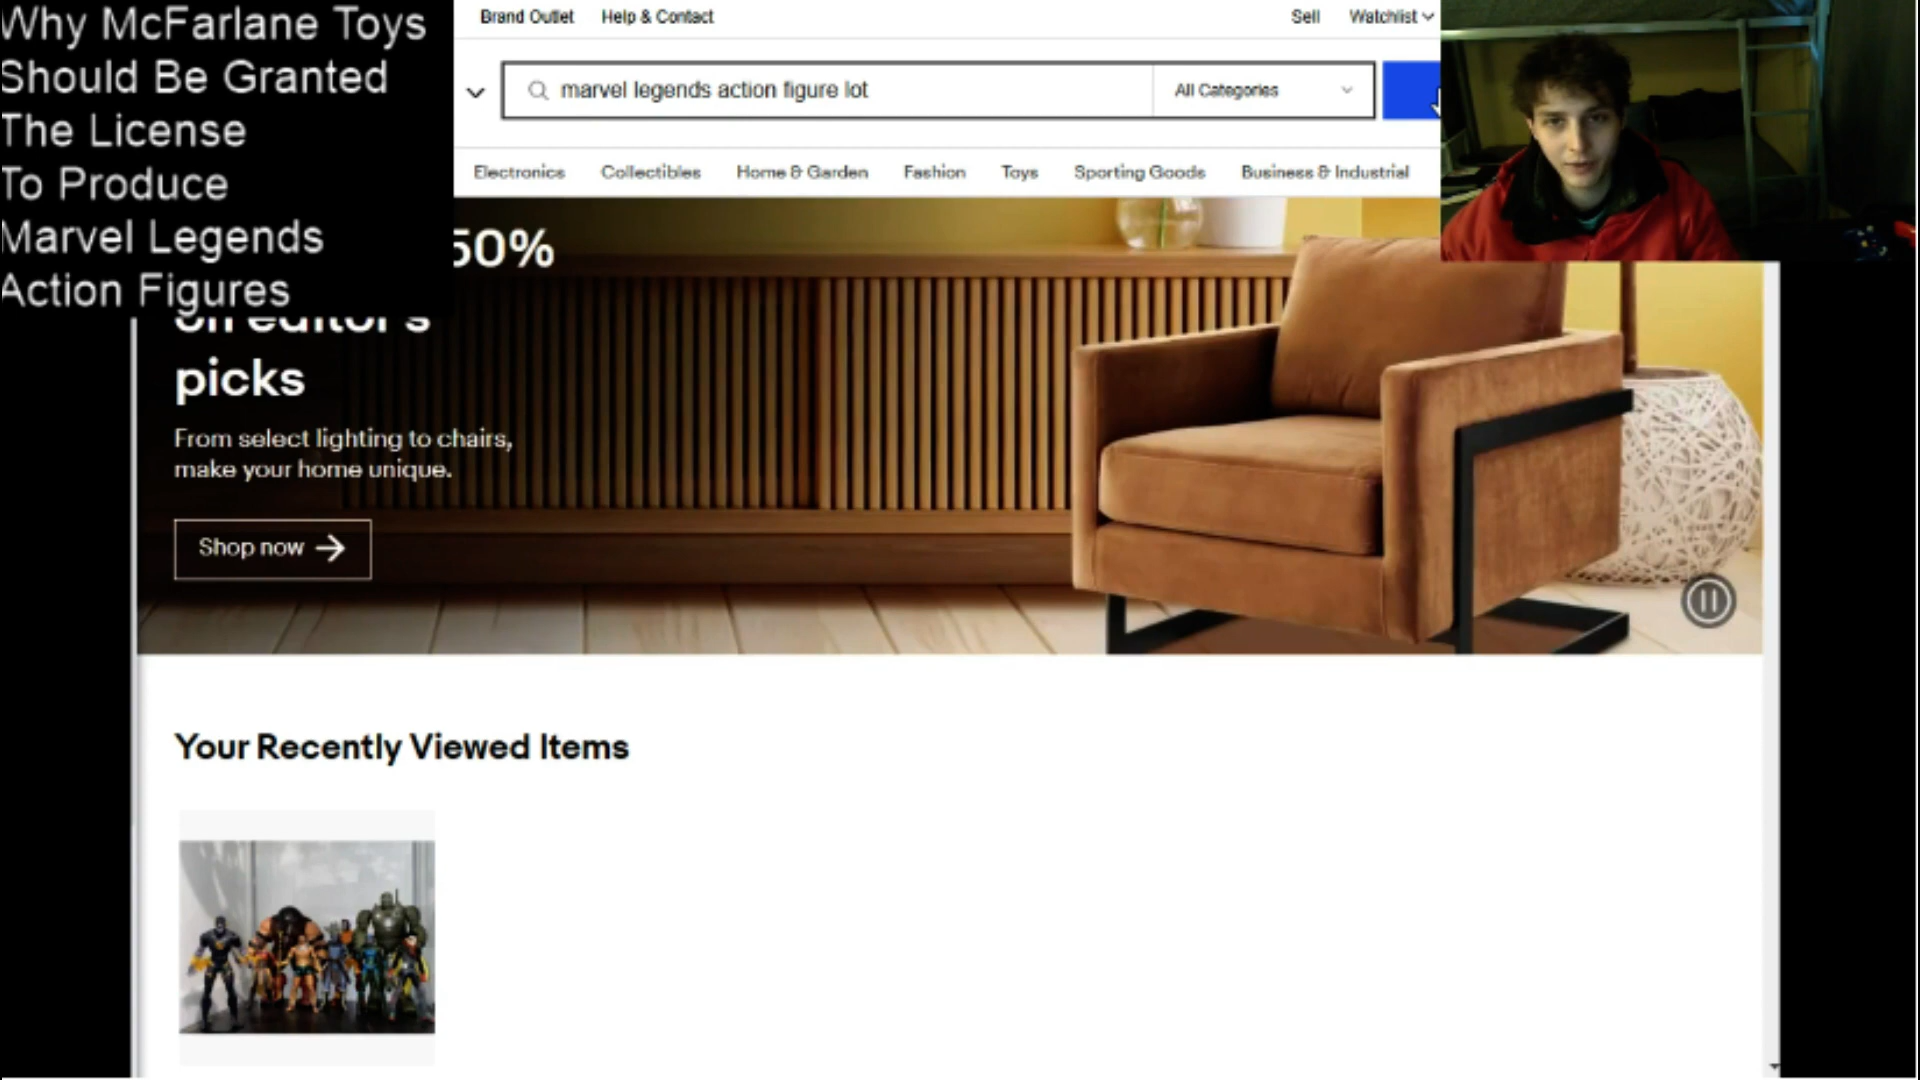 Why McFarlane Toys
Should Be Granted
The License
To Produce
Marvel Legends
Action Figures
Brand Outlet Help & Contact Sell Watchlist
marvel legends action figure lot All Categories
Electronics Collectibles Home & Garden Fashion Toys Sporting Goods Business & Industrial
50%
on editor's
picks
From select lighting to chairs,
make your home unique.
Shop now
Your Recently Viewed Items